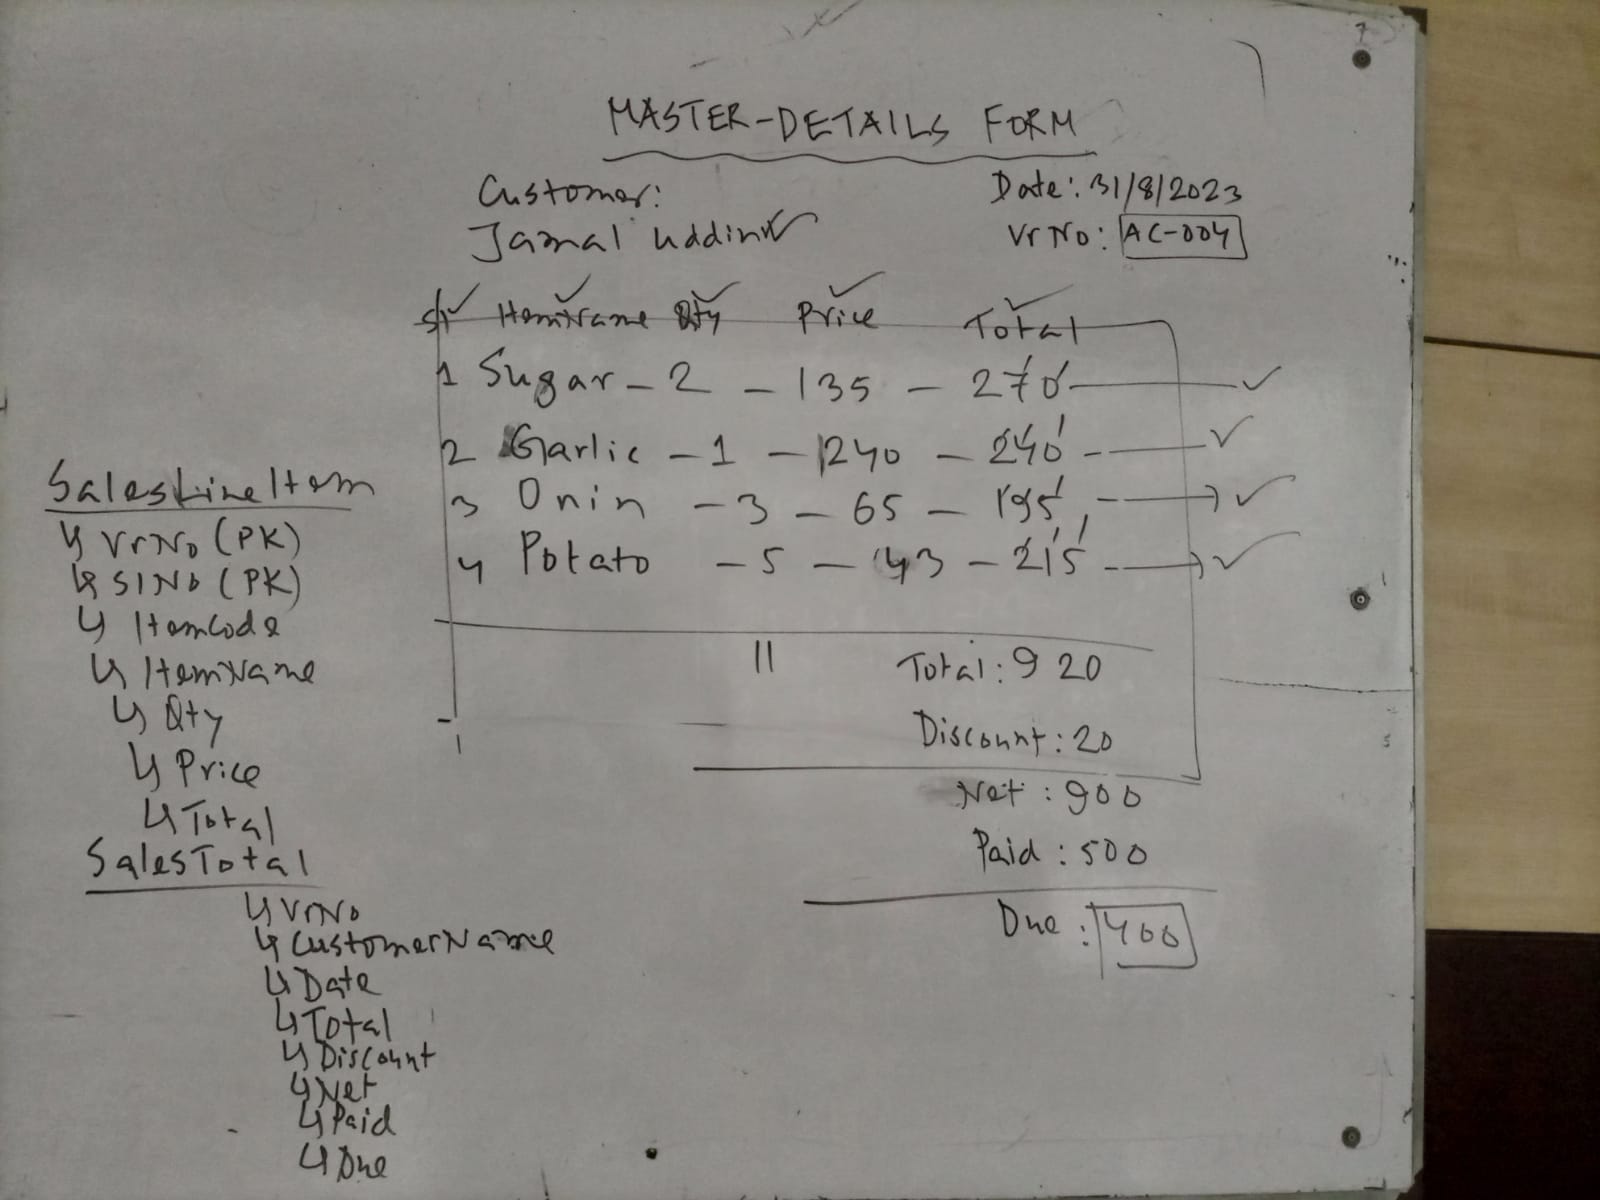 MASTER-DETAILS FORM
Customer:
Jamal Uddin
Date: 31/8/2023
VrNo: AC-004
Sl ItemName Qty Price Total
1 Sugar - 2 - 135 - 270
2 Garlic - 1 - 240 - 240
3 Onin - 3 - 65 - 195
4 Potato - 5 - 43 - 215
11 Total: 920
Discount: 20
Net: 900
Paid: 500
Due: 400
SalesLineItem
VrNo (PK)
SlNo (PK)
ItemCode
ItemName
Qty
Price
Total
SalesTotal
VrNo
CustomerName
Date
Total
Discount
Net
Paid
Due